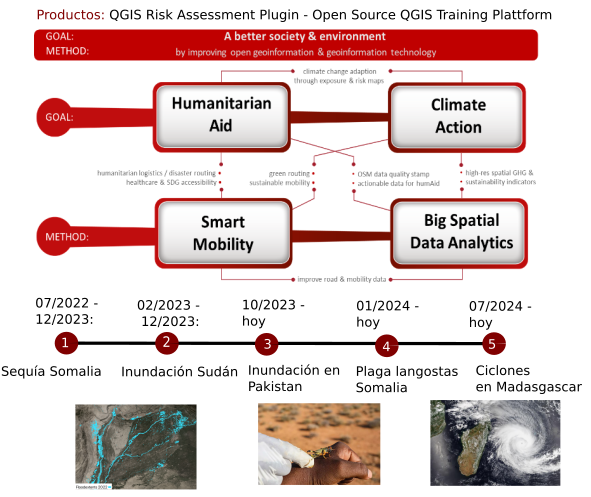 Productos: QGIS Risk Assessment Plugin - Open Source QGIS Training Plattform
GOAL: A better society & environment
METHOD: by improving open geoinformation & geoinformation technology
climate change adaption
through exposure & risk maps
GOAL:
Humanitarian
Aid
Climate
Action
humanitarian logistics / disaster routing
healthcare & SDG accessibility
green routing
sustainable mobility
OSM data quality stamp
actionable data for humAid
high-res spatial GHG &
sustainability indicators
METHOD:
Smart
Mobility
Big Spatial
Data Analytics
improve road & mobility data
07/2022 -
12/2023:
02/2023 -
12/2023:
10/2023 -
hoy
01/2024 -
hoy
07/2024 -
hoy
1
2
3
4
5
Sequía Somalia
Inundación Sudán
Inundación en
Pakistan
Plaga langostas
Somalia
Ciclones
en Madasgascar